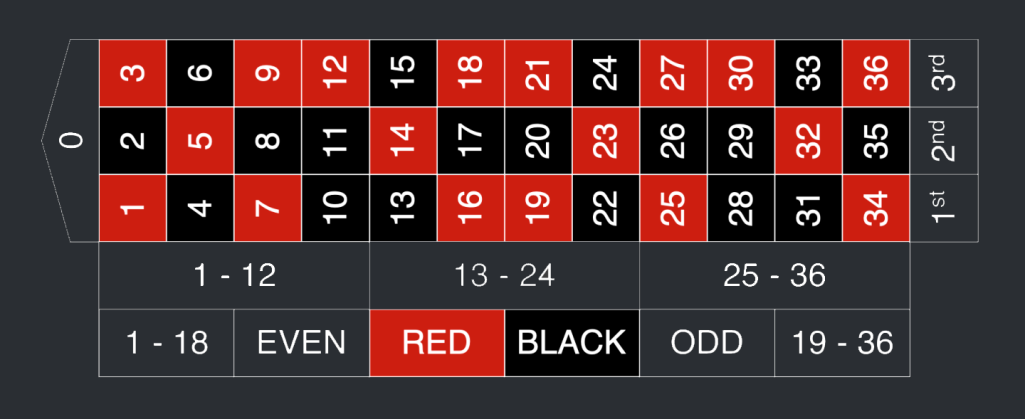 0
3 6 9 12 15 18 21 24 27 30 33 36 3rd
2 5 8 11 14 17 20 23 26 29 32 35 2nd
1 4 7 10 13 16 19 22 25 28 31 34 1st
1 - 12 13 - 24 25 - 36
1 - 18 EVEN RED BLACK ODD 19 - 36